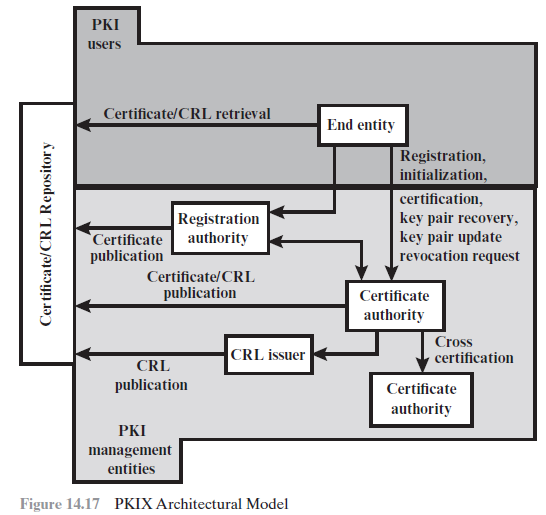 PKI
users
Certificate/CRL retrieval
End entity
Certificate/CRL Repository
Registration,
initialization,
certification,
key pair recovery,
key pair update
revocation request
Registration
authority
Certificate
publication
Certificate/CRL
publication
Certificate
authority
CRL issuer
CRL
publication
Cross
certification
Certificate
authority
PKI
management
entities
Figure 14.17 PKIX Architectural Model